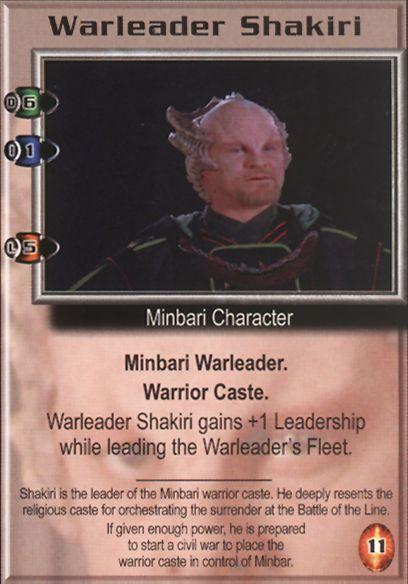 Warleader Shakiri
D 6
I 1
L 5
Minbari Character
Minbari Warleader.
Warrior Caste.
Warleader Shakiri gains +1 Leadership
while leading the Warleader's Fleet.
Shakiri is the leader of the Minbari warrior caste. He deeply resents the
religious caste for orchestrating the surrender at the Battle of the Line.
If given enough power, he is prepared
to start a civil war to place the
warrior caste in control of Minbar.
11